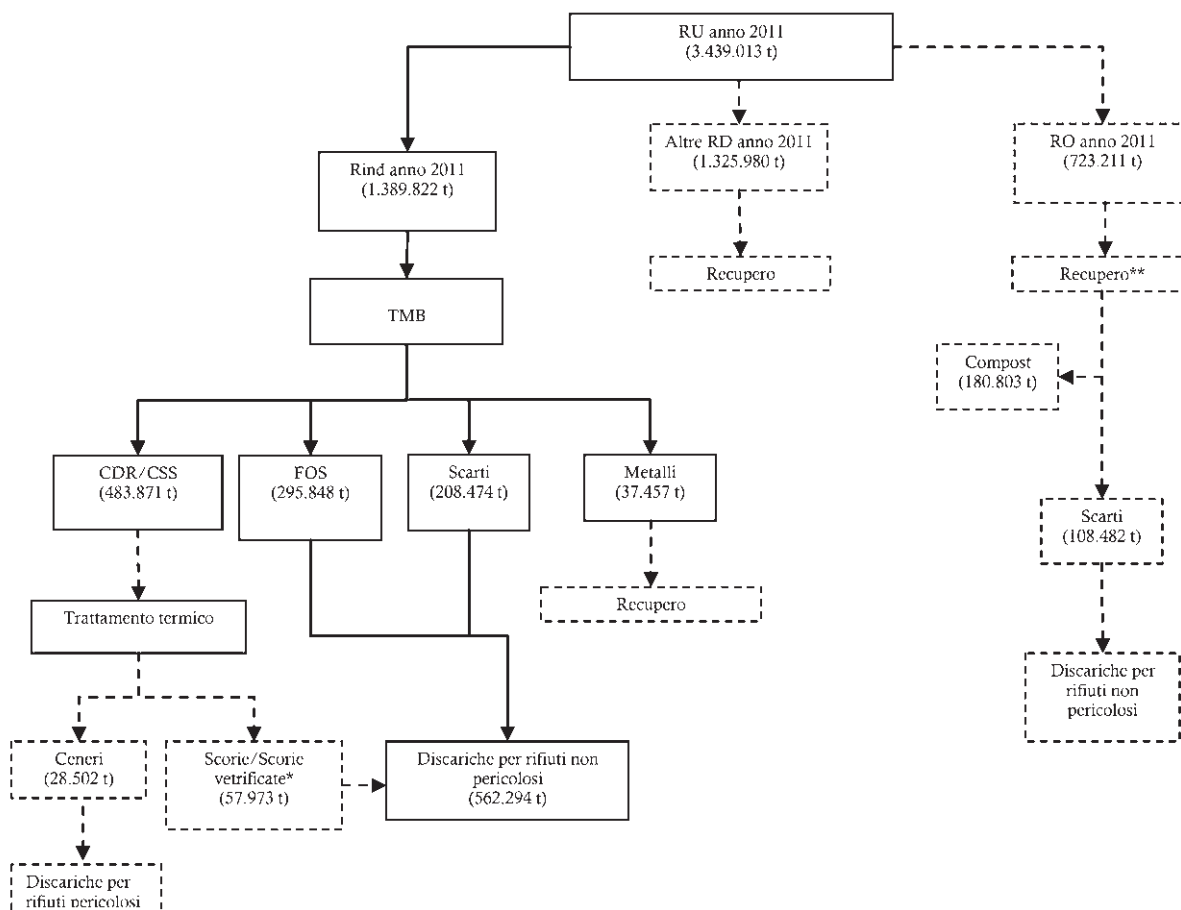 RU anno 2011
(3.439.013 t)
Altre RD anno 2011
(1.325.980 t)
RO anno 2011
(723.211 t)
Rind anno 2011
(1.389.822 t)
Recupero
Recupero**
TMB
Compost
(180.803 t)
CDR/CSS
(483.871 t)
FOS
(295.848 t)
Scarti
(208.474 t)
Metalli
(37.457 t)
Scarti
(108.482 t)
Recupero
Trattamento termico
Discariche per
rifiuti non
pericolosi
Ceneri
(28.502 t)
Scorie/Scorie
vetrificate*
(57.973 t)
Discariche per rifiuti non
pericolosi
(562.294 t)
Discariche per
rifiuti pericolosi